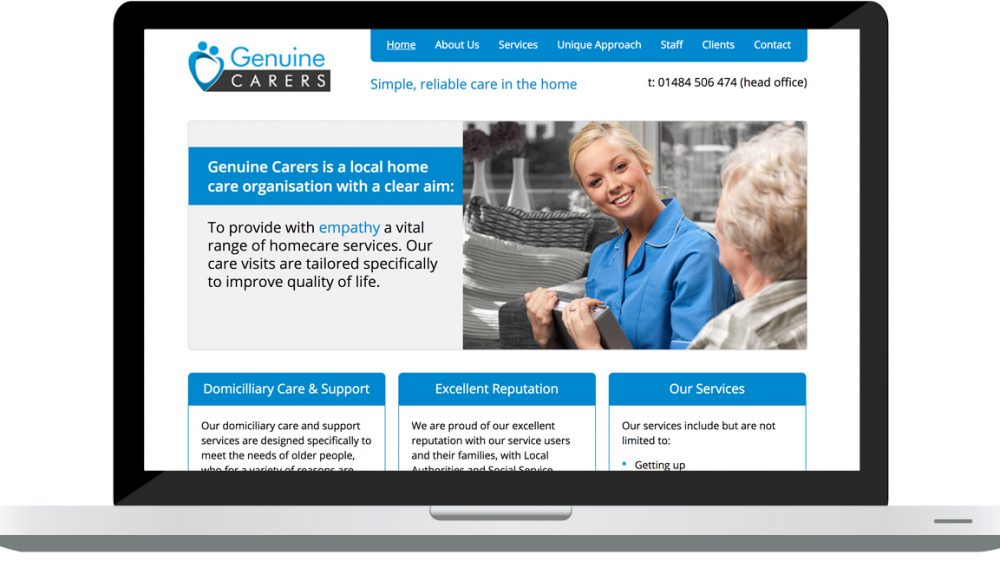 Genuine
CARERS
Home About Us Services Unique Approach Staff Clients Contact
Simple, reliable care in the home
t: 01484 506 474 (head office)
Genuine Carers is a local home
care organisation with a clear aim:
To provide with empathy a vital
range of homecare services. Our
care visits are tailored specifically
to improve quality of life.
Domicilliary Care & Support
Our domiciliary care and support
services are designed specifically to
meet the needs of older people,
who for a variety of reasons are
Excellent Reputation
We are proud of our excellent
reputation with our service users
and their families, with Local
Authorities and Social Service
Our Services
Our services include but are not
limited to:
Getting up